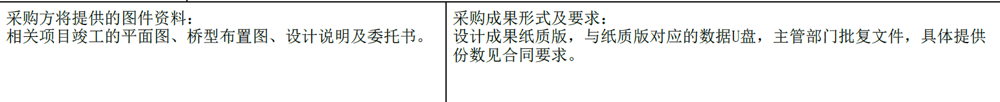 采购方将提供的图件资料：
相关项目竣工的平面图、桥型布置图、设计说明及委托书。
采购成果形式及要求：
设计成果纸质版，与纸质版对应的数据U盘，主管部门批复文件，具体提供
份数见合同要求。